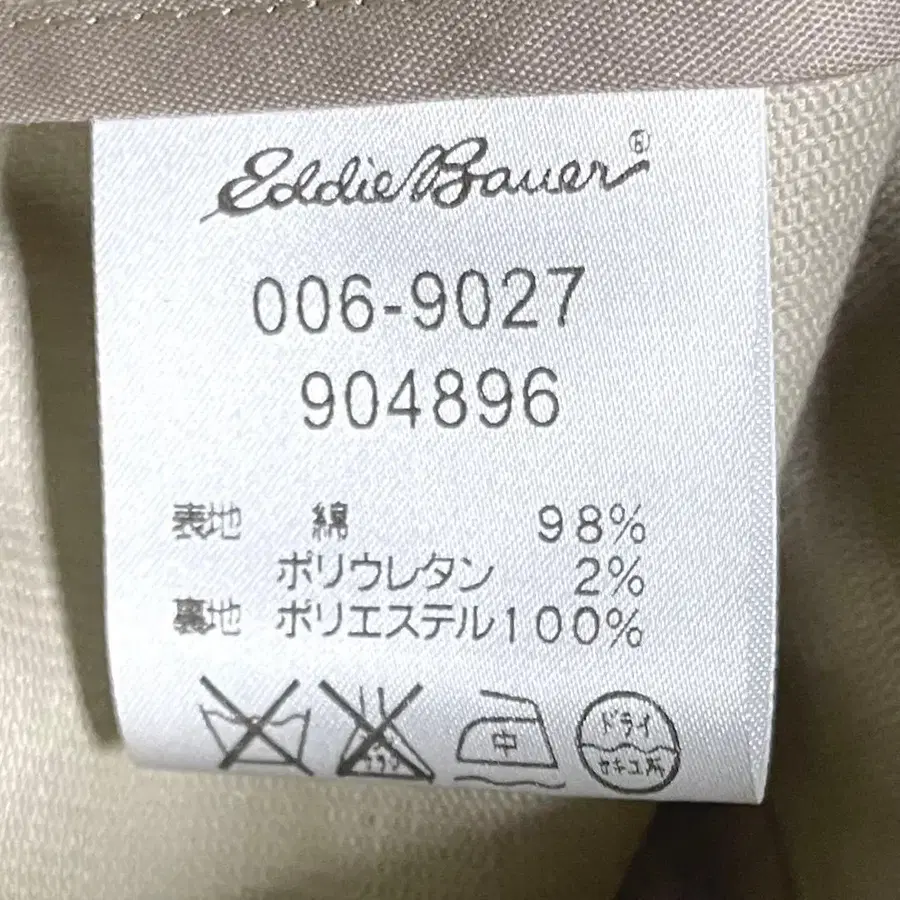 Eddie Bauer®
006-9027
904896
表地 綿 98%
ポリウレタン 2%
裏地 ポリエステル100%
中
ドライ
セキユ系